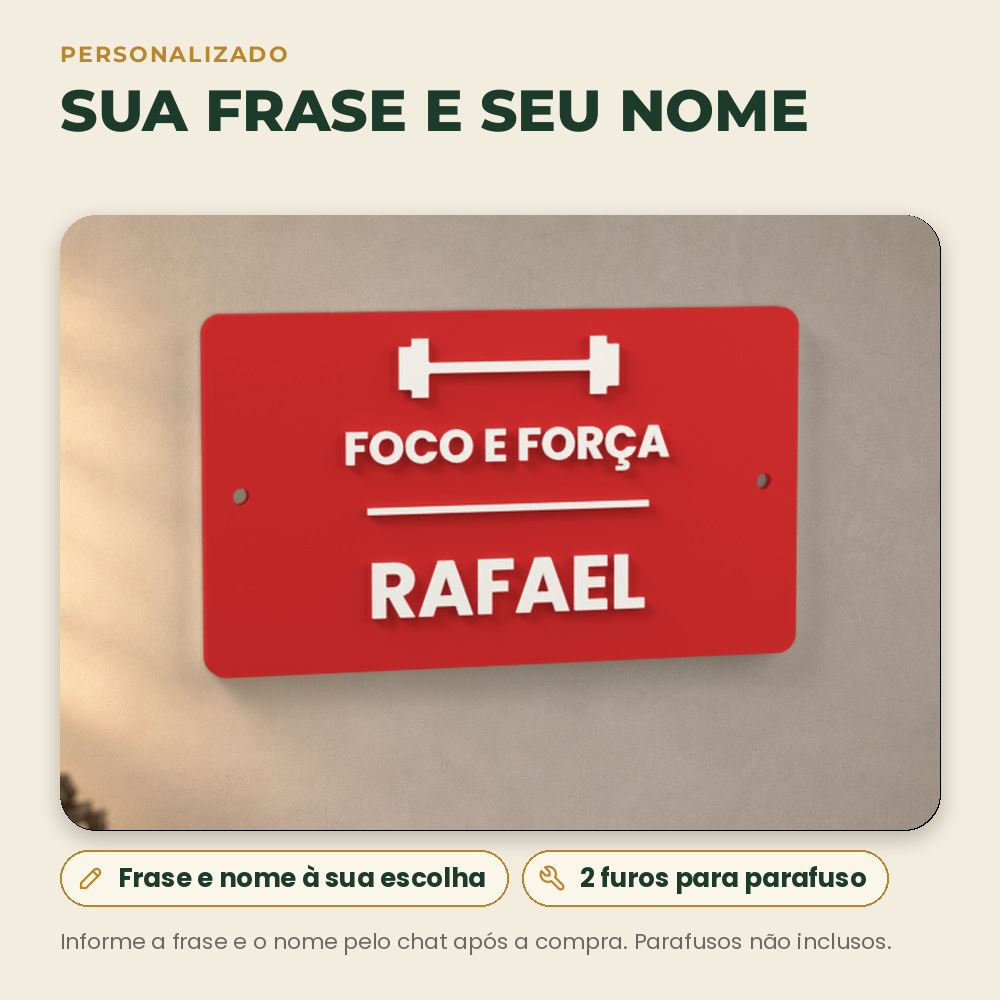 PERSONALIZADO
SUA FRASE E SEU NOME
FOCO E FORÇA
RAFAEL
Frase e nome à sua escolha
2 furos para parafuso
Informe a frase e o nome pelo chat após a compra. Parafusos não inclusos.